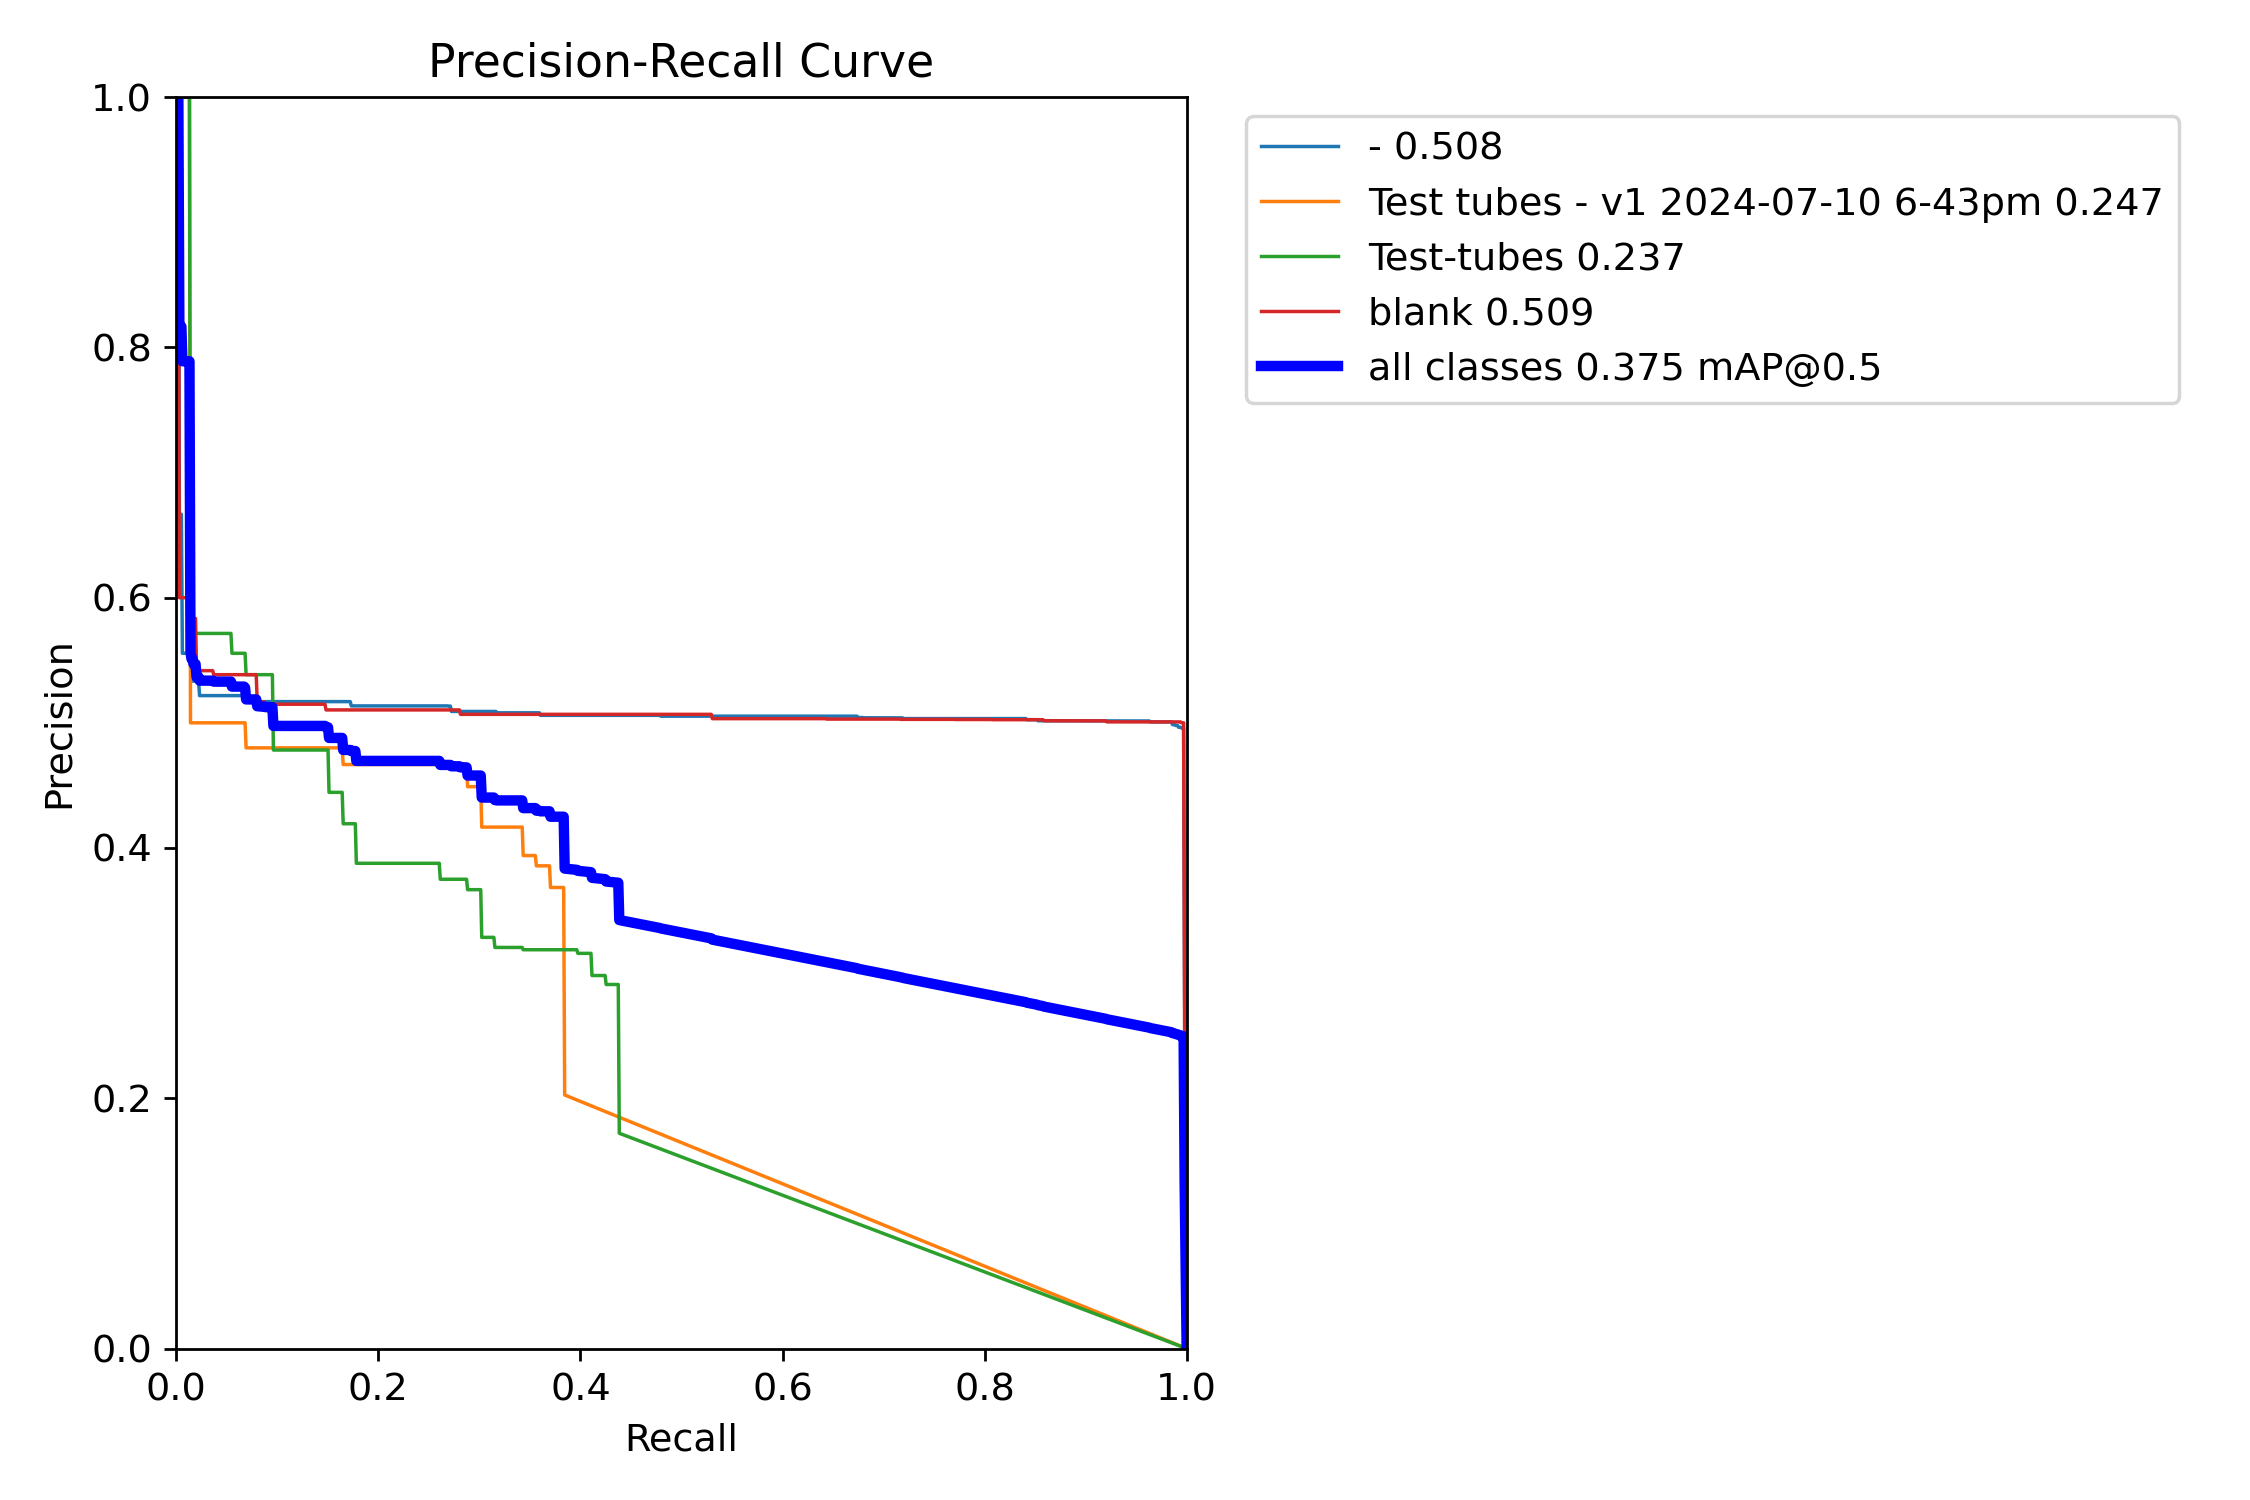 Precision-Recall Curve
1.0
0.8
0.6
0.4
0.2
0.0
Precision
0.0 0.2 0.4 0.6 0.8 1.0
Recall
- 0.508
Test tubes - v1 2024-07-10 6-43pm 0.247
Test-tubes 0.237
blank 0.509
all classes 0.375 mAP@0.5